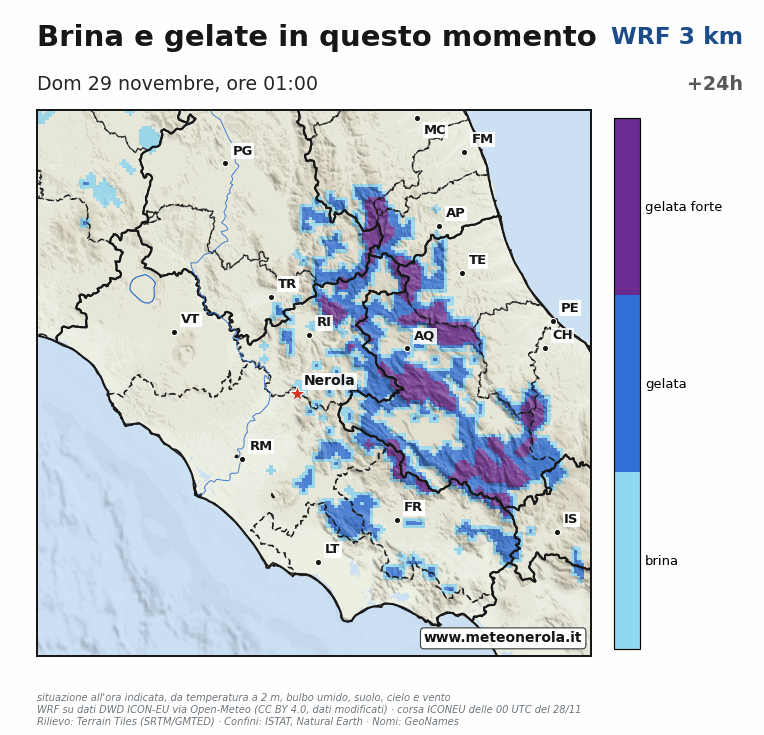 Brina e gelate in questo momento WRF 3 km
Dom 29 novembre, ore 01:00 +24h
MC
FM
PG
AP
TE
TR
PE
VT
RI
AQ
CH
Nerola
RM
FR
IS
LT
gelata forte
gelata
brina
www.meteonerola.it
situazione all'ora indicata, da temperatura a 2 m, bulbo umido, suolo, cielo e vento
WRF su dati DWD ICON-EU via Open-Meteo (CC BY 4.0, dati modificati) · corsa ICONEU delle 00 UTC del 28/11
Rilievo: Terrain Tiles (SRTM/GMTED) · Confini: ISTAT, Natural Earth · Nomi: GeoNames